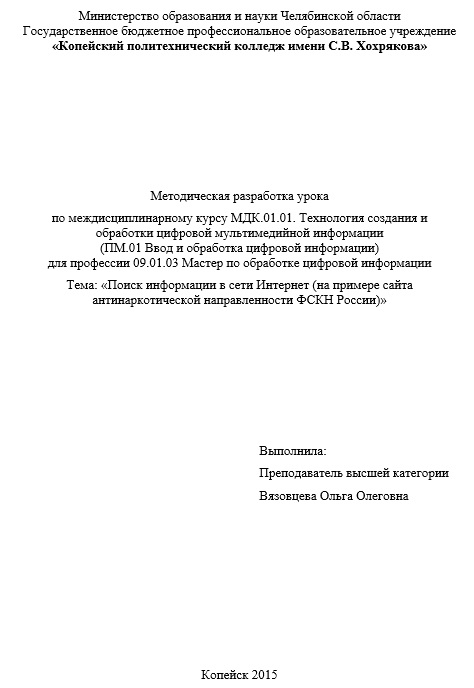 Министерство образования и науки Челябинской области
Государственное бюджетное профессиональное образовательное учреждение
«Копейский политехнический колледж имени С.В. Хохрякова»
Методическая разработка урока
по междисциплинарному курсу МДК.01.01. Технология создания и
обработки цифровой мультимедийной информации
(ПМ.01 Ввод и обработка цифровой информации)
для профессии 09.01.03 Мастер по обработке цифровой информации
Тема: «Поиск информации в сети Интернет (на примере сайта
антинаркотической направленности ФСКН России)»
Выполнила:
Преподаватель высшей категории
Вязовцева Ольга Олеговна
Копейск 2015